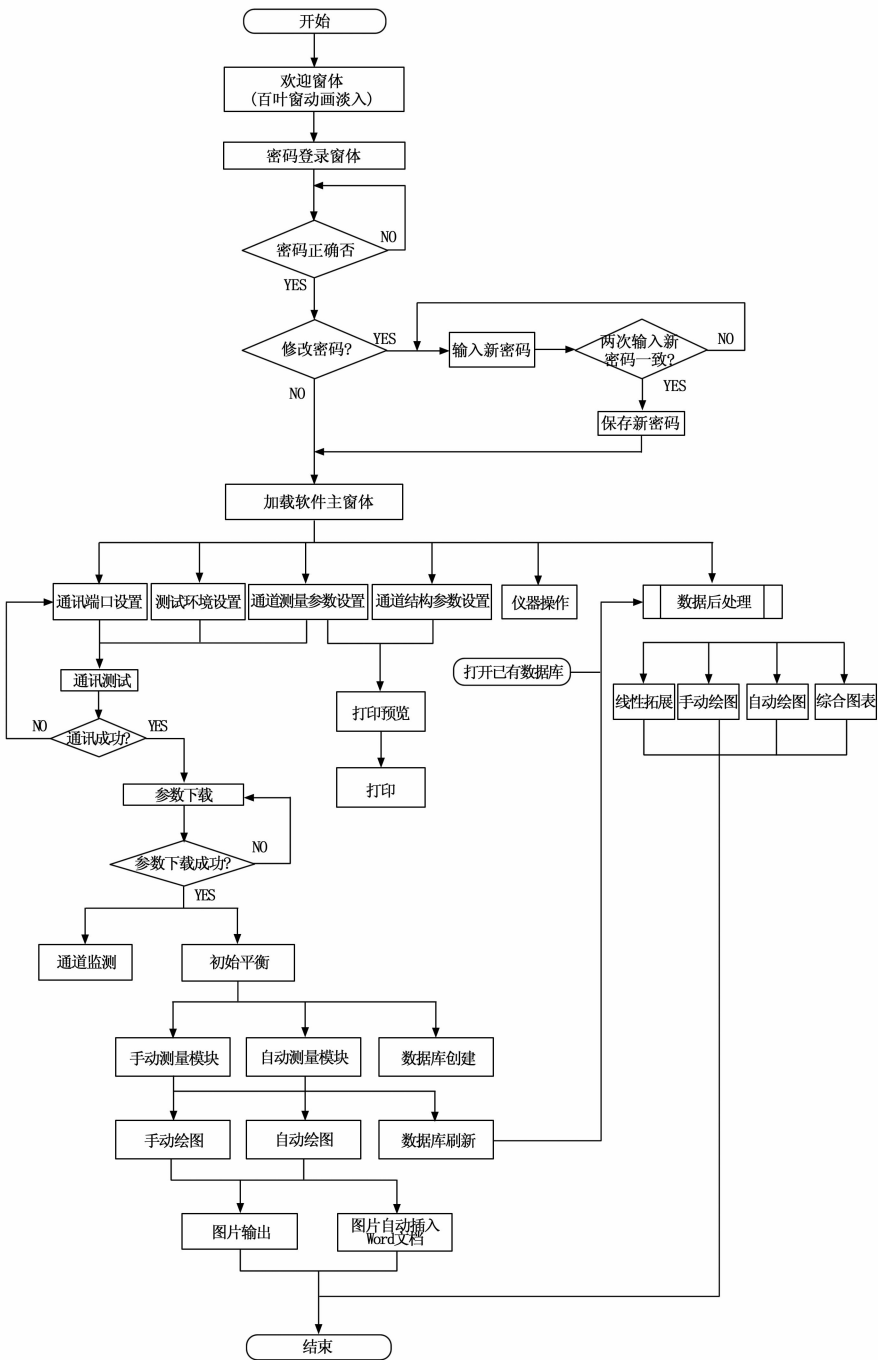 开始
欢迎窗体
(百叶窗动画淡入)
密码登录窗体
密码正确否
NO
YES
修改密码?
YES
输入新密码
两次输入新
密码一致?
NO
YES
NO
保存新密码
加载软件主窗体
通讯端口设置
测试环境设置
通道测量参数设置
通道结构参数设置
仪器操作
数据后处理
通讯测试
打开已有数据库
线性拓展
手动绘图
自动绘图
综合图表
打印预览
NO
通讯成功?
YES
参数下载
打印
参数下载成功?
NO
YES
通道监测
初始平衡
手动测量模块
自动测量模块
数据库创建
手动绘图
自动绘图
数据库刷新
图片输出
图片自动插入
Word文档
结束